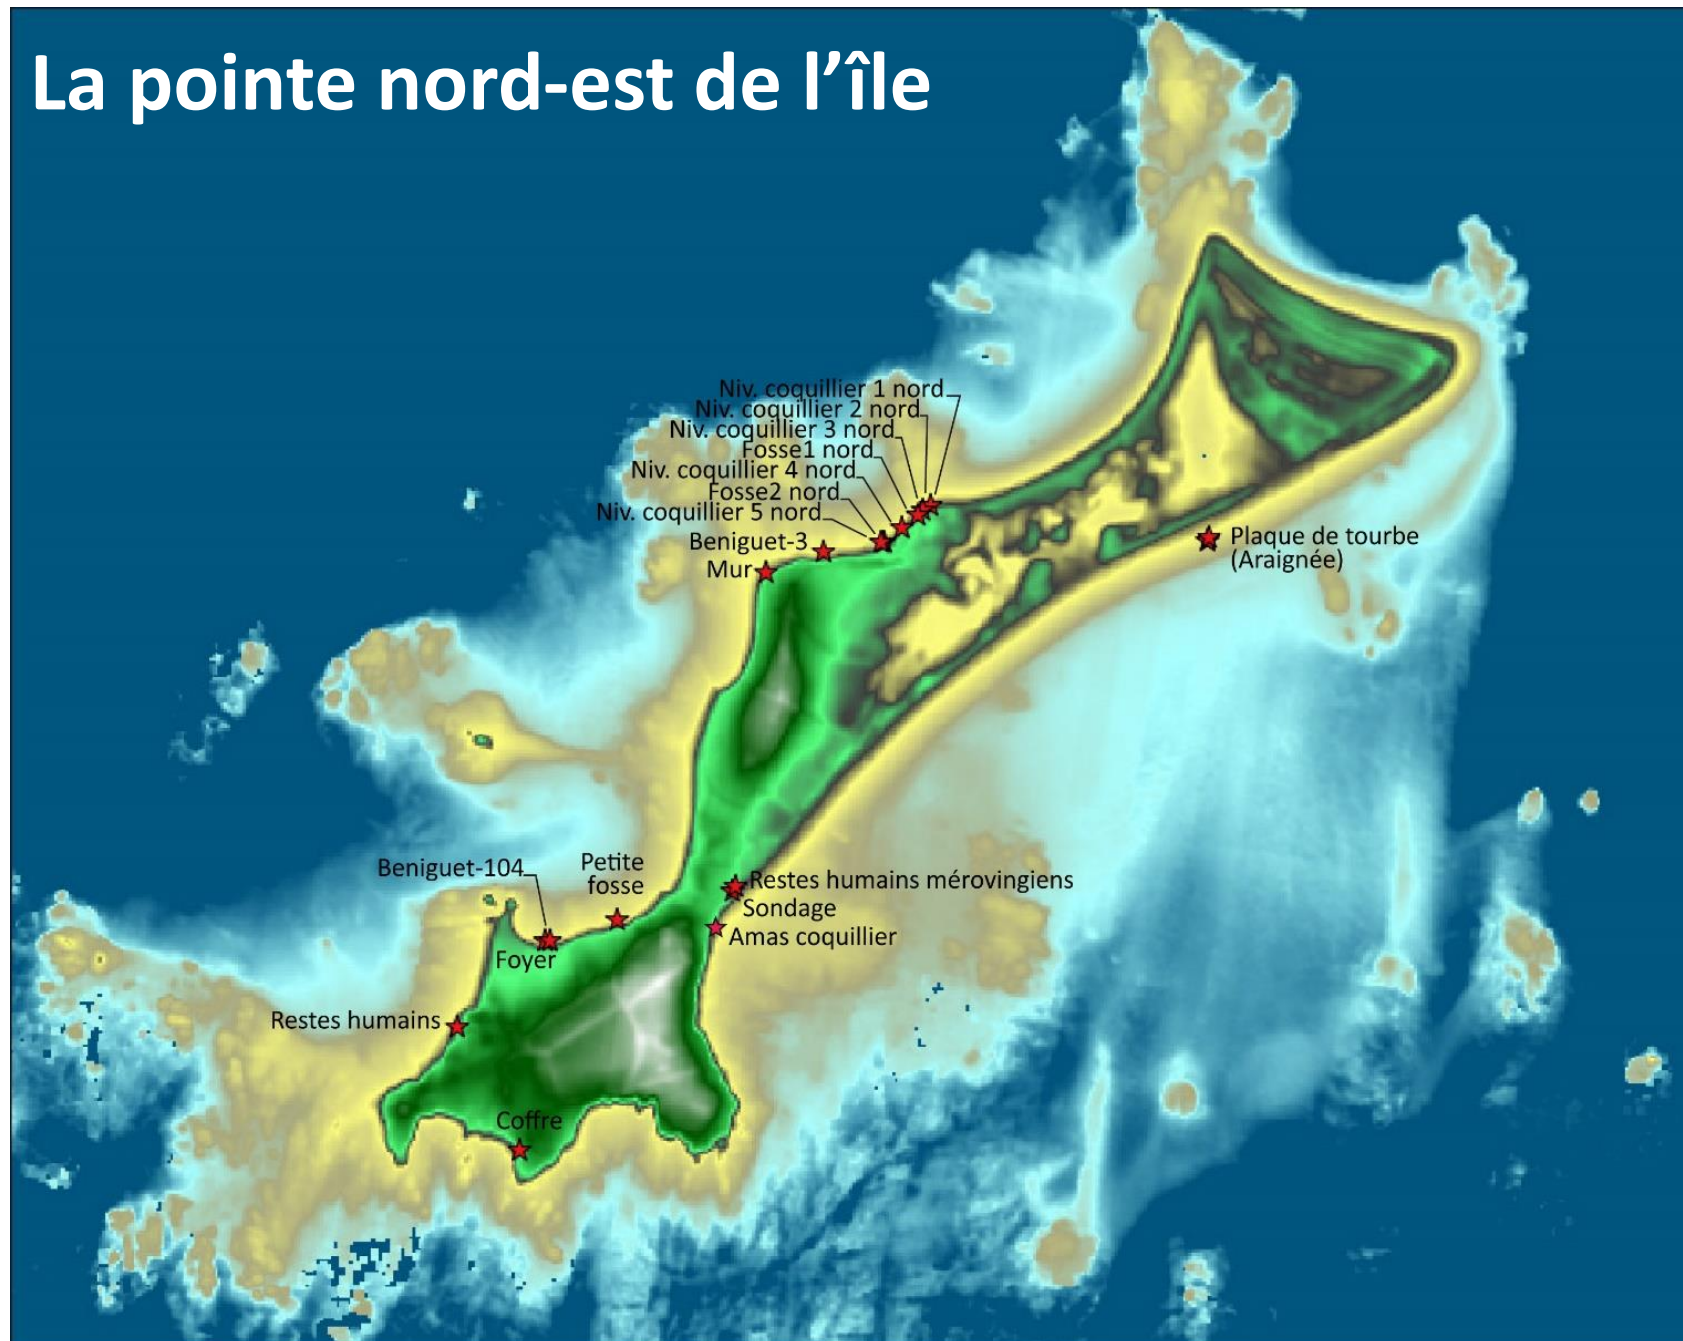 La pointe nord-est de l’île
Niv. coquillier 1 nord
Niv. coquillier 2 nord
Niv. coquillier 3 nord
Fosse1 nord
Niv. coquillier 4 nord
Fosse2 nord
Niv. coquillier 5 nord
Beniguet-3
Mur
Plaque de tourbe
(Araignée)
Beniguet-104
Petite
fosse
Restes humains mérovingiens
Sondage
Amas coquillier
Foyer
Restes humains
Coffre